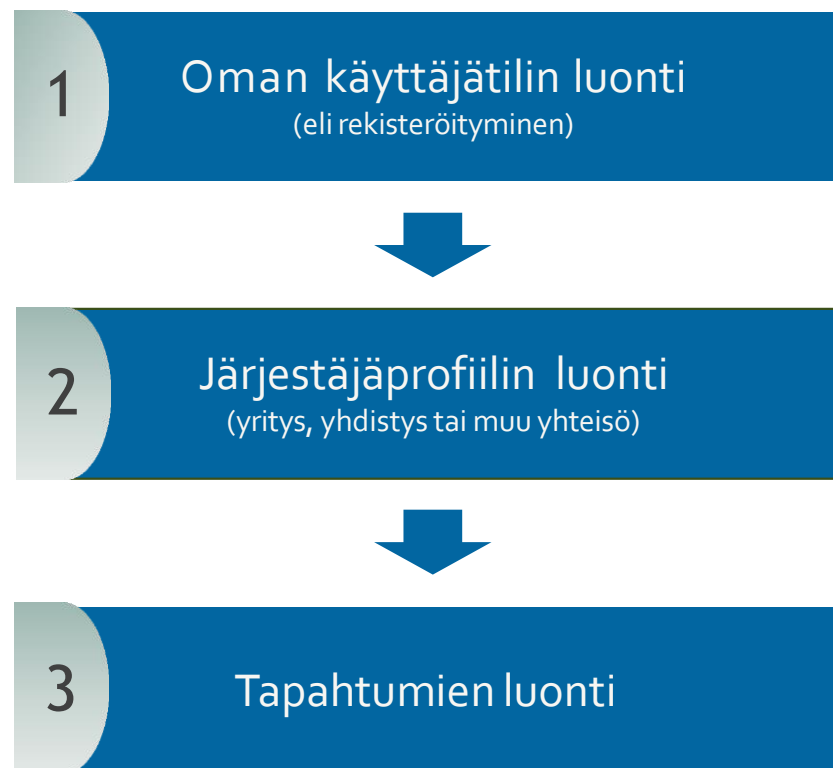 1
Oman käyttäjätilin luonti
(eli rekisteröityminen)
2
Järjestäjäprofiilin luonti
(yritys, yhdistys tai muu yhteisö)
3
Tapahtumien luonti